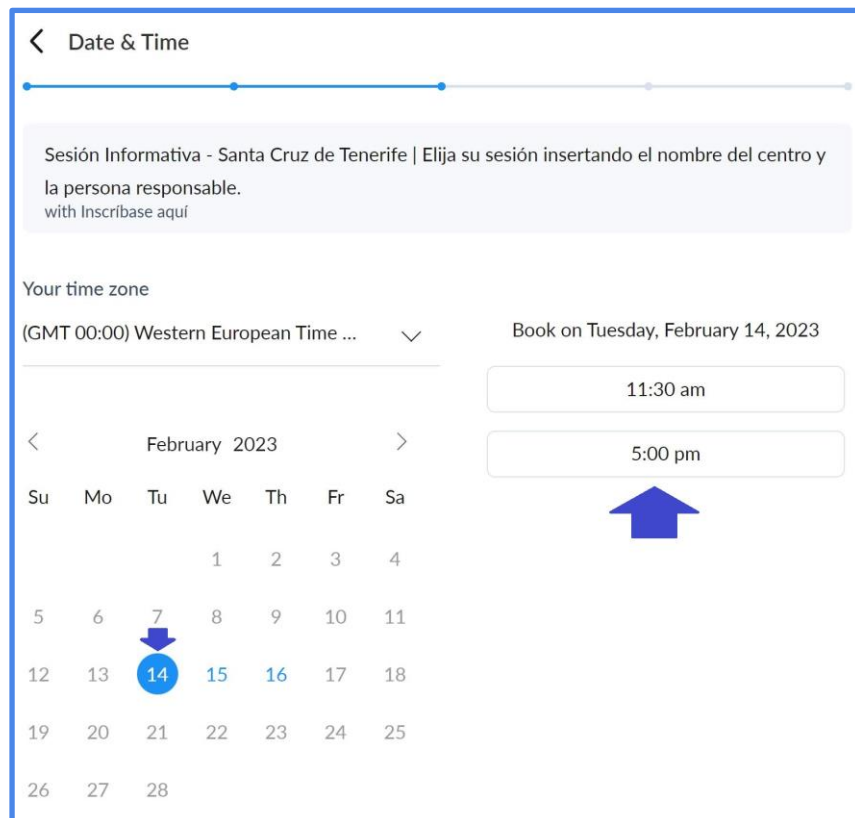 Date & Time
Sesión Informativa - Santa Cruz de Tenerife | Elija su sesión insertando el nombre del centro y
la persona responsable.
with Inscríbase aquí
Your time zone
(GMT 00:00) Western European Time ...
February 2023
Su Mo Tu We Th Fr Sa
1 2 3 4
5 6 7 8 9 10 11
12 13 14 15 16 17 18
19 20 21 22 23 24 25
26 27 28
Book on Tuesday, February 14, 2023
11:30 am
5:00 pm